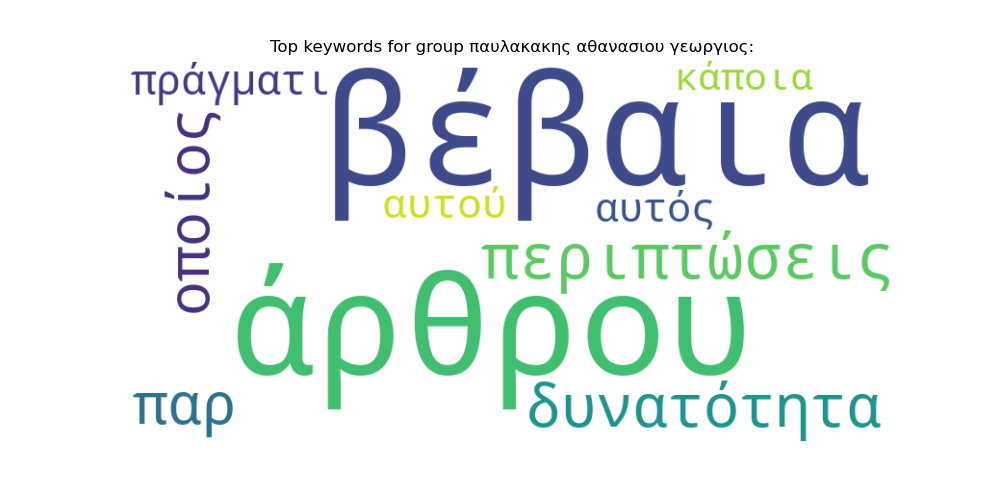 Top keywords for group παυλακακης αθανασιου γεωργιος:
πράγματι
βέβαια
κάποια
οποίος
αυτού
αυτός
περιπτώσεις
άρθρου
παρ
δυνατότητα